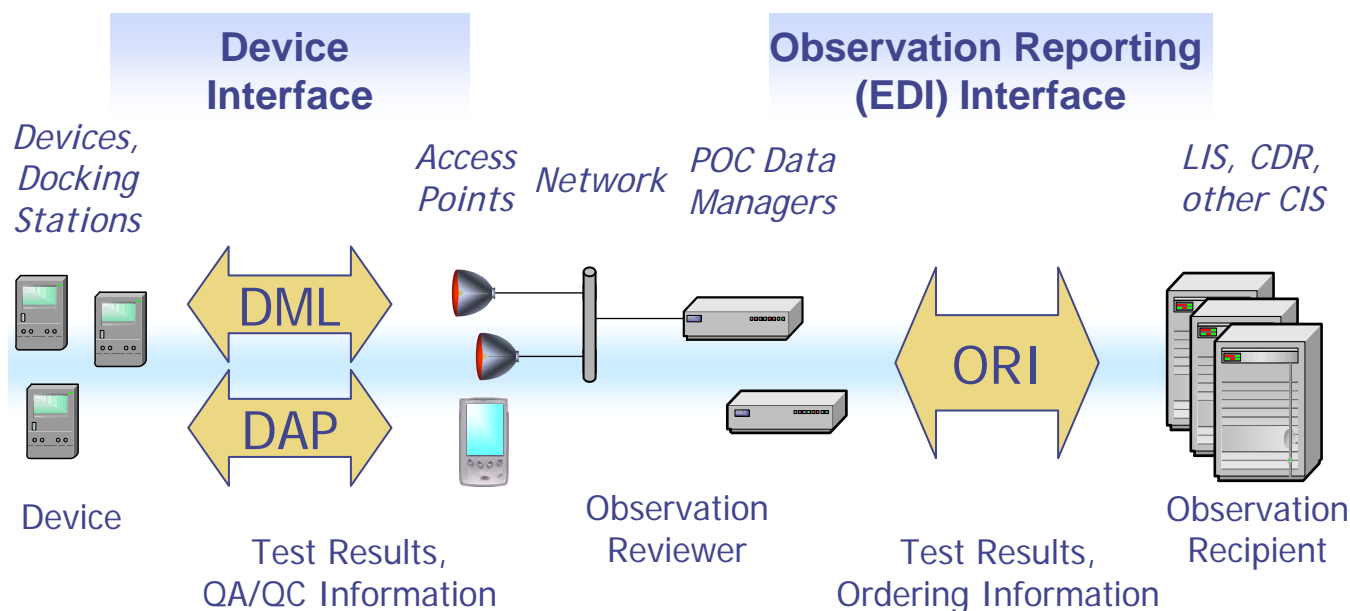 Device
Interface
Observation Reporting
(EDI) Interface
Devices,
Docking
Stations
Access
Points
Network
POC Data
Managers
LIS, CDR,
other CIS
DML
DAP
ORI
Device
Test Results,
QA/QC Information
Observation
Reviewer
Test Results,
Ordering Information
Observation
Recipient